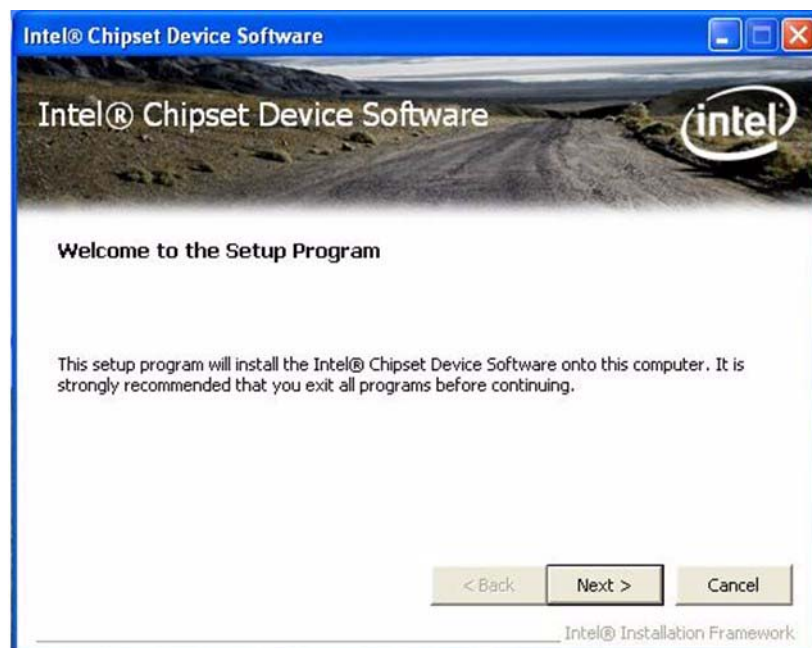 Intel® Chipset Device Software
Intel® Chipset Device Software
intel
Welcome to the Setup Program
This setup program will install the Intel® Chipset Device Software onto this computer. It is
strongly recommended that you exit all programs before continuing.
< Back Next > Cancel
Intel® Installation Framework